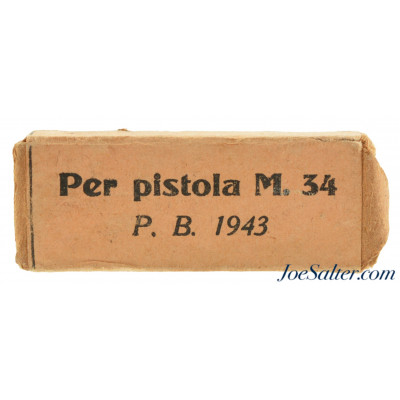 Per pistola M. 34
P. B. 1943
JoeSalter.com